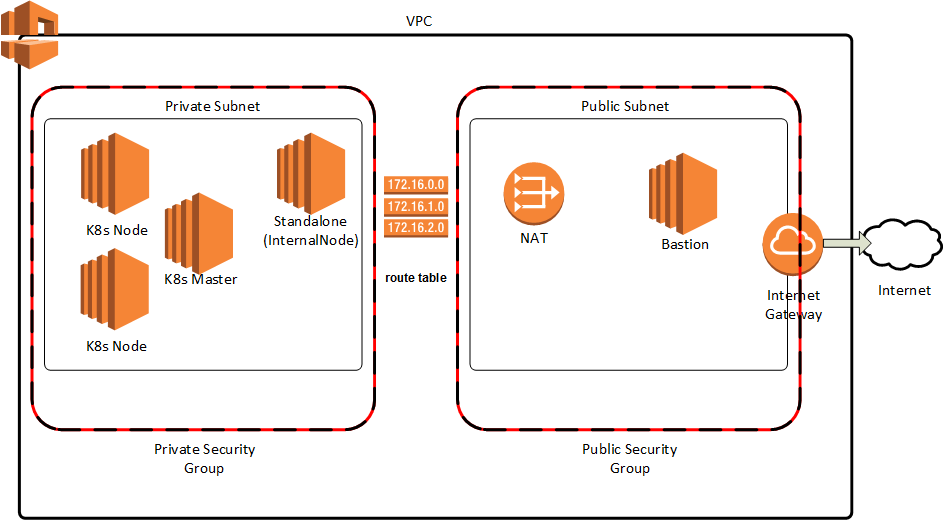 VPC
Private Subnet
K8s Node
K8s Master
K8s Node
Standalone
(InternalNode)
172.16.0.0
172.16.1.0
172.16.2.0
route table
Public Subnet
NAT
Bastion
Internet
Gateway
Internet
Private Security
Group
Public Security
Group